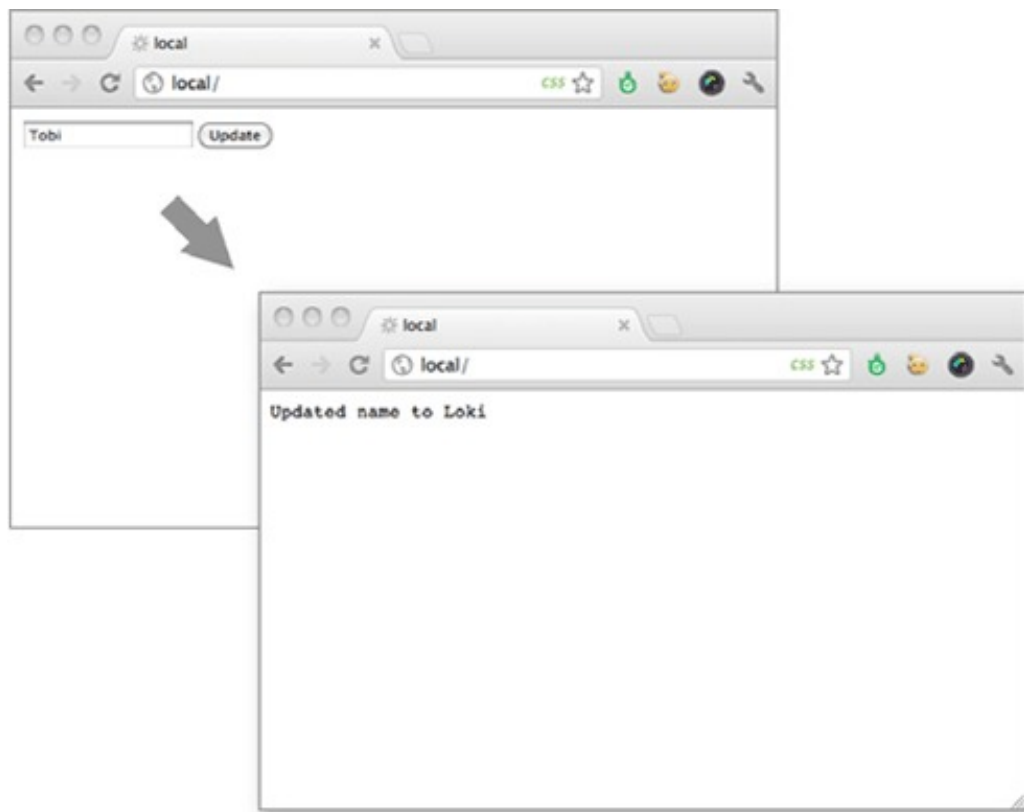 local
local/
css
Tobi
Update
local
local/
css
Updated name to Loki